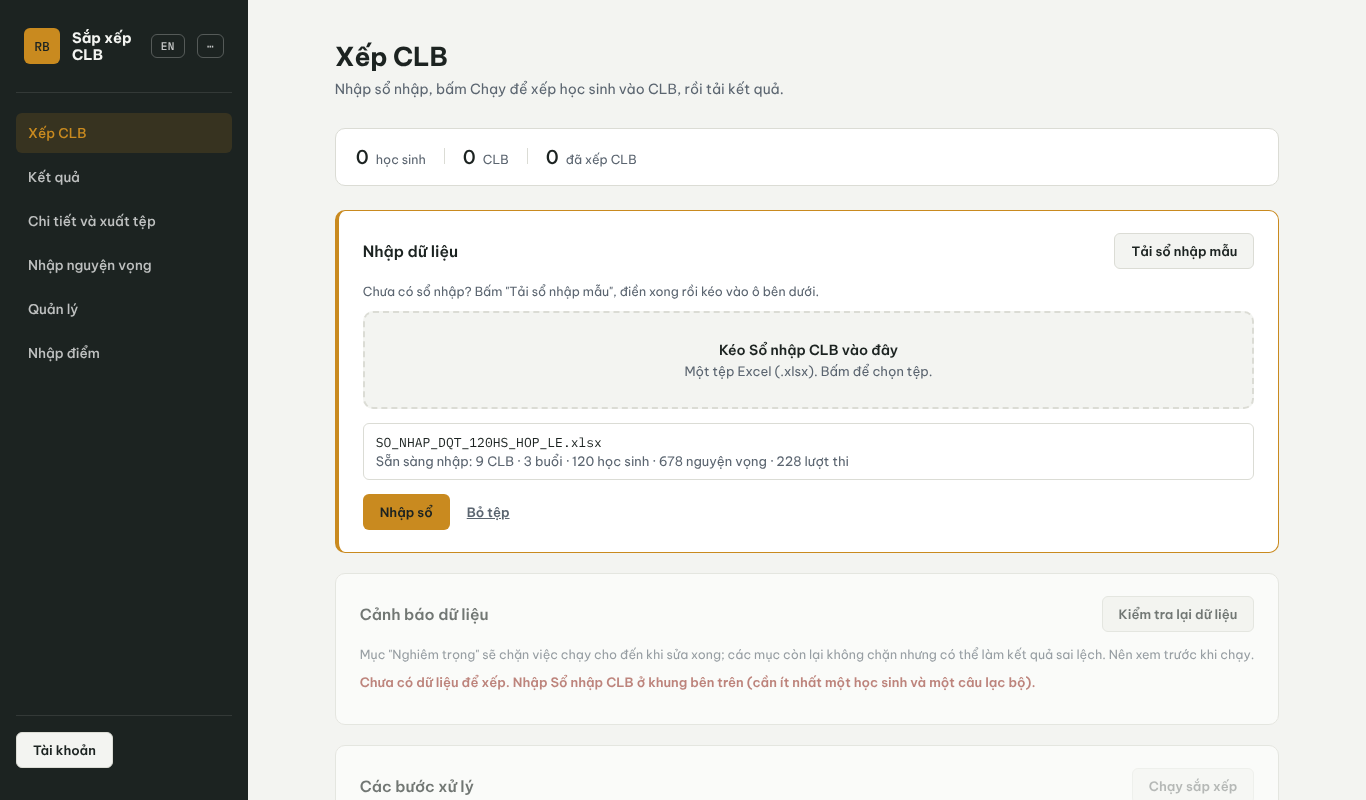 RB
Sắp xếp
CLB
EN
⋯
Xếp CLB
Kết quả
Chi tiết và xuất tệp
Nhập nguyện vọng
Quản lý
Nhập điểm
Tài khoản
Xếp CLB
Nhập sổ nhập, bấm Chạy để xếp học sinh vào CLB, rồi tải kết quả.
0 học sinh 0 CLB 0 đã xếp CLB
Nhập dữ liệu
Tải sổ nhập mẫu
Chưa có sổ nhập? Bấm "Tải sổ nhập mẫu", điền xong rồi kéo vào ô bên dưới.
Kéo Sổ nhập CLB vào đây
Một tệp Excel (.xlsx). Bấm để chọn tệp.
SO_NHAP_DQT_120HS_HOP_LE.xlsx
Sẵn sàng nhập: 9 CLB · 3 buổi · 120 học sinh · 678 nguyện vọng · 228 lượt thi
Nhập sổ
Bỏ tệp
Cảnh báo dữ liệu
Kiểm tra lại dữ liệu
Mục "Nghiêm trọng" sẽ chặn việc chạy cho đến khi sửa xong; các mục còn lại không chặn nhưng có thể làm kết quả sai lệch. Nên xem trước khi chạy.
Chưa có dữ liệu để xếp. Nhập Sổ nhập CLB ở khung bên trên (cần ít nhất một học sinh và một câu lạc bộ).
Các bước xử lý
Chạy sắp xếp